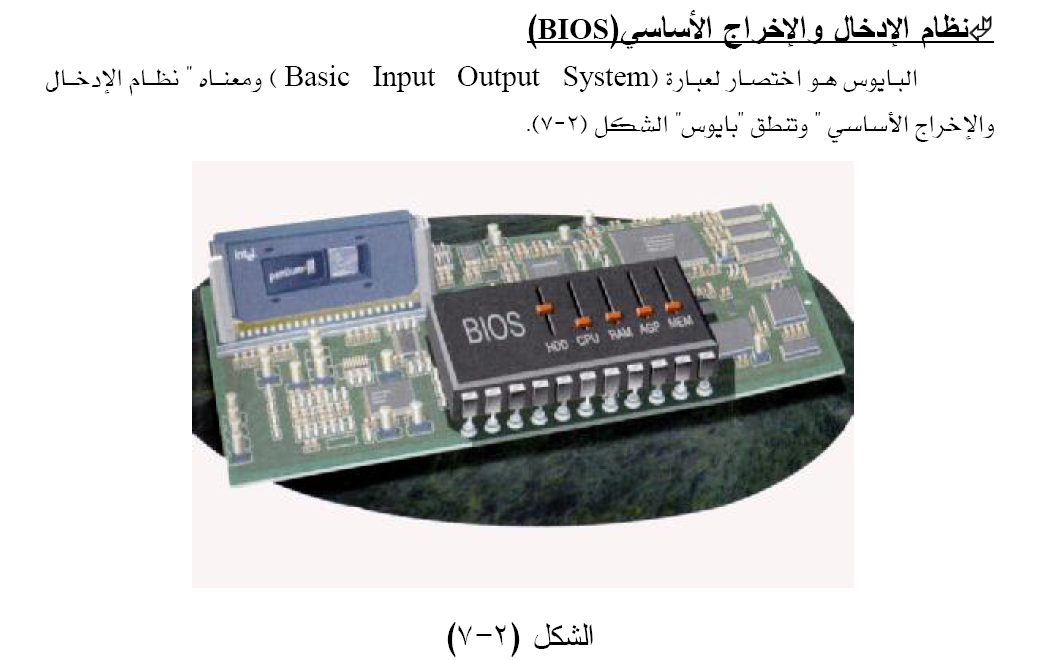 نظام الإدخال والإخراج الأساسي(BIOS)
البايوس هو اختصار لعبارة (Basic Input Output System ) ومعناه " نظام الإدخال
والإخراج الأساسي " وتنطق "بايوس" الشكل (٢-٧).
intel
pentium II
BIOS
HDD CPU RAM AGP MEM
الشكل (٢-٧)